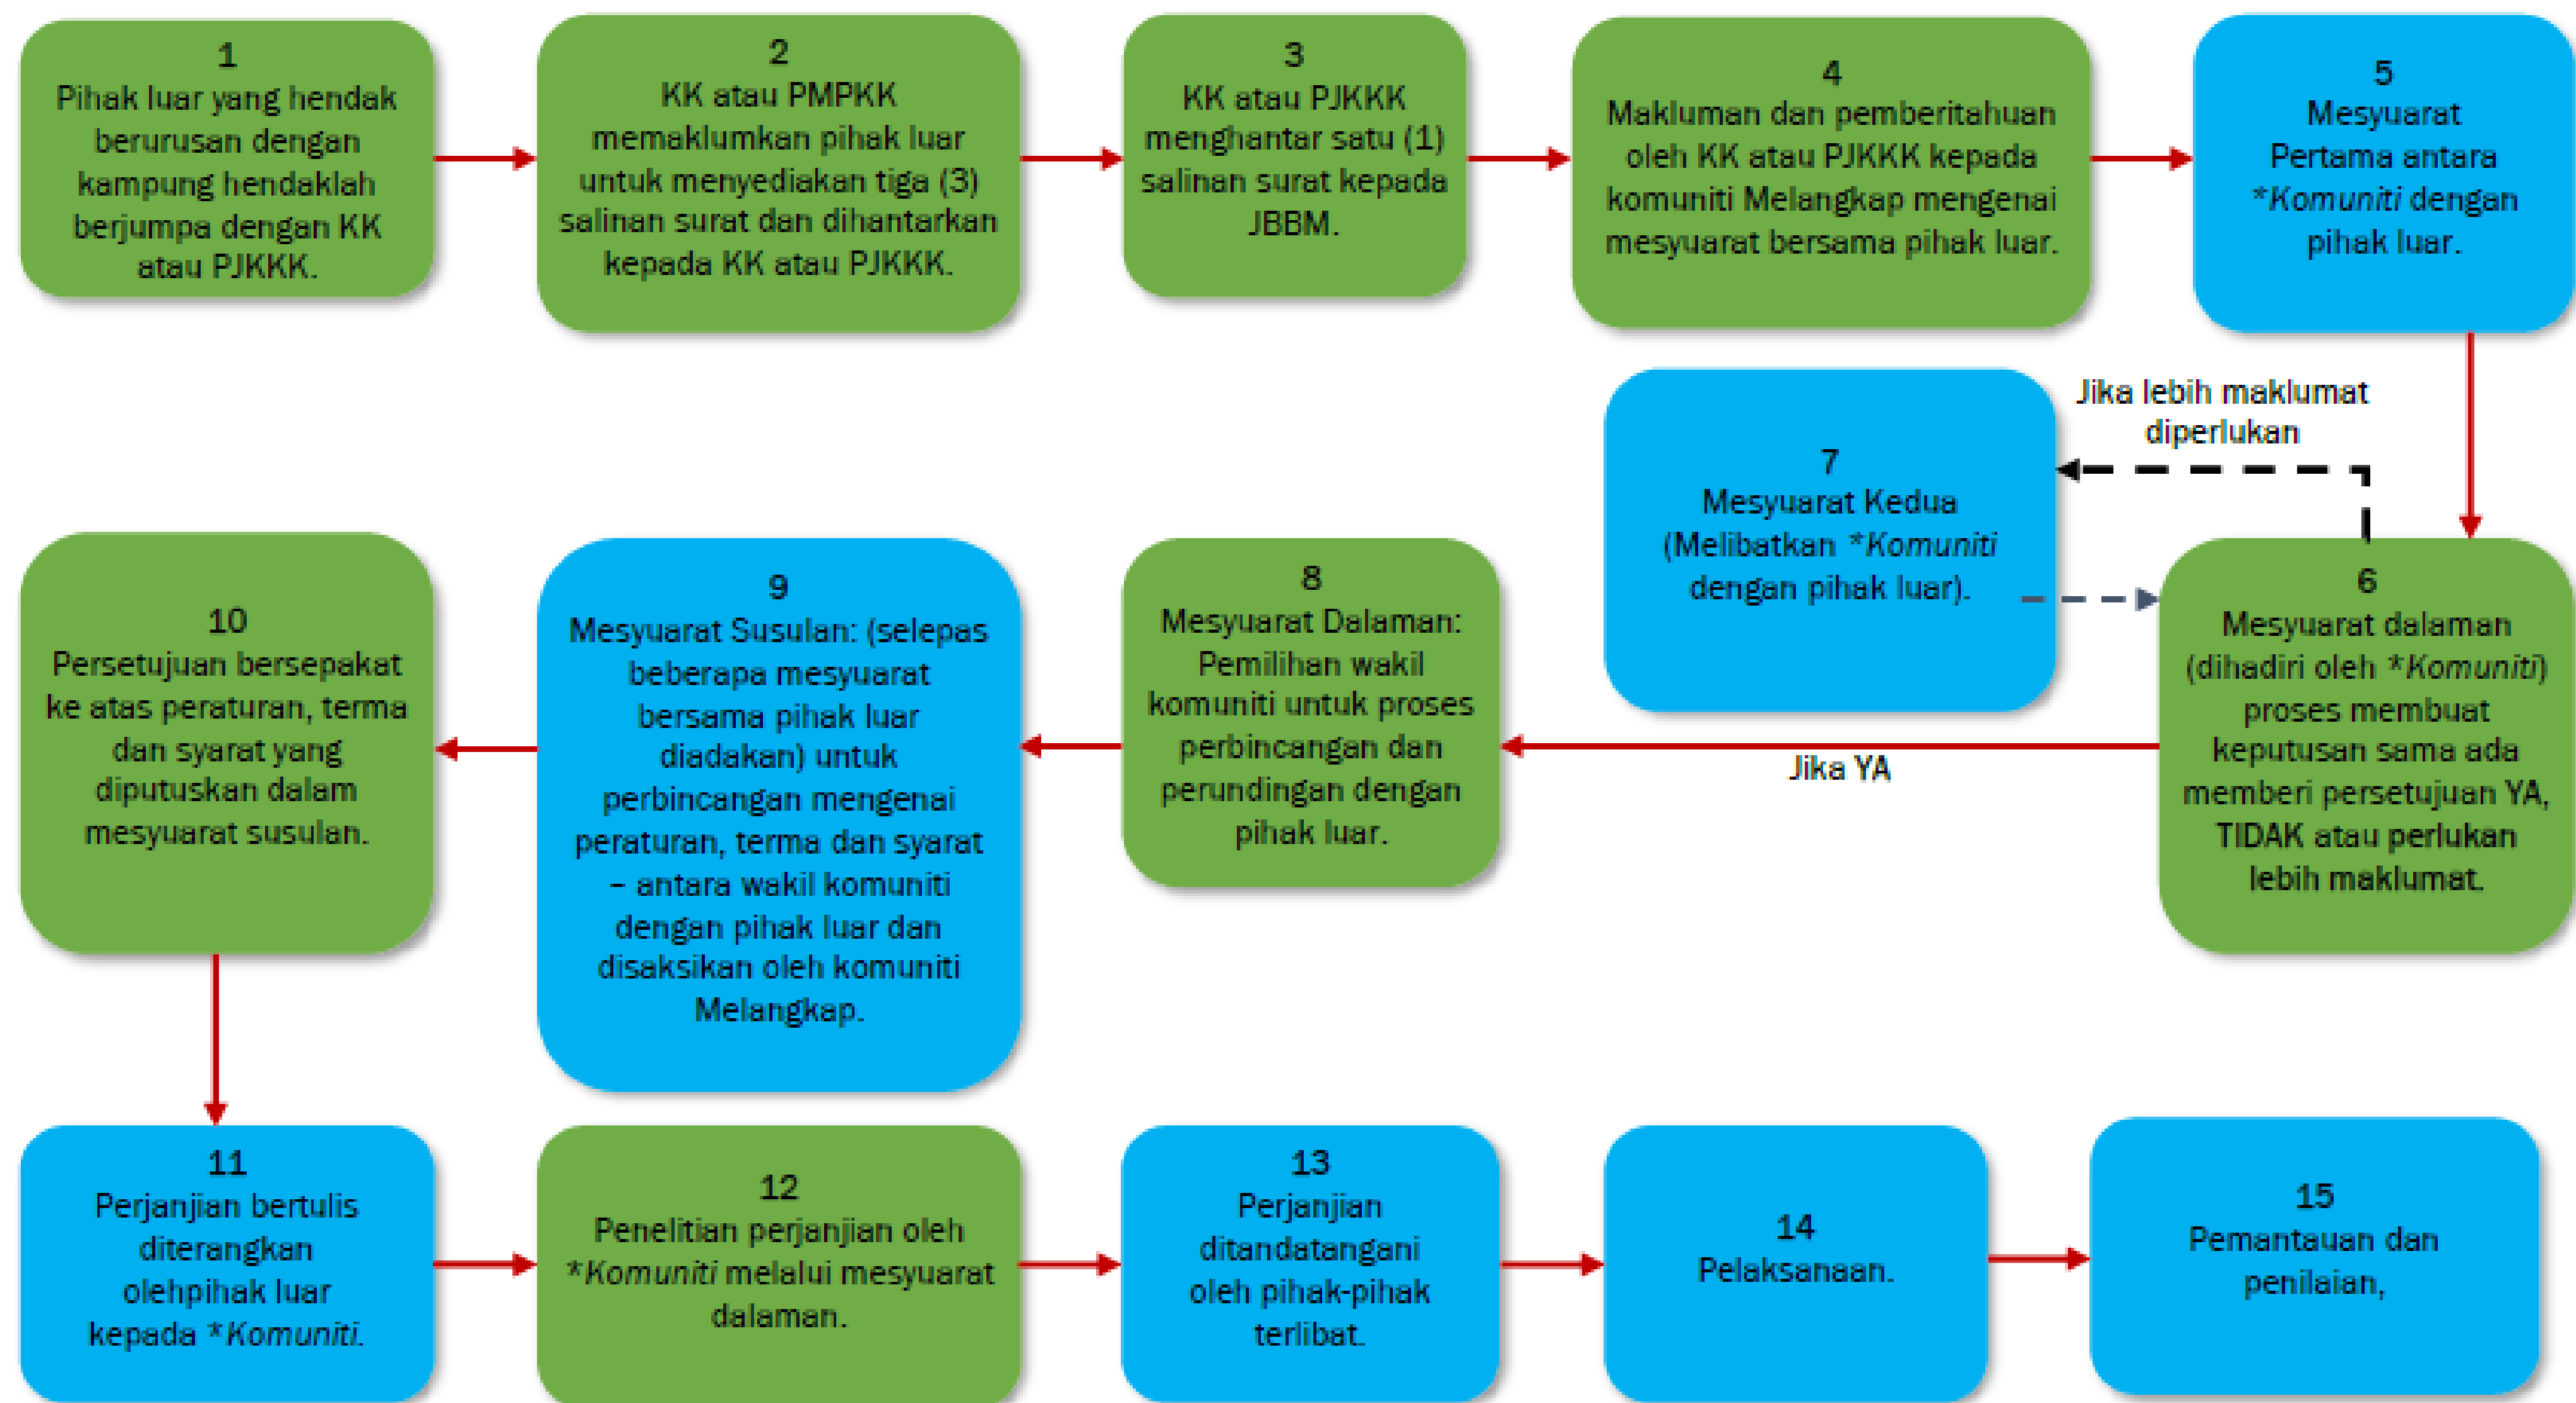 1
Pihak luar yang hendak
berurusan dengan
kampung hendaklah
berjumpa dengan KK
atau PJKKK.
2
KK atau PMPKK
memaklumkan pihak luar
untuk menyediakan tiga (3)
salinan surat dan dihantarkan
kepada KK atau PJKKK.
3
KK atau PJKKK
menghantar satu (1)
salinan surat kepada
JBBM.
4
Makluman dan pemberitahuan
oleh KK atau PJKKK kepada
komuniti Melangkap mengenai
mesyuarat bersama pihak luar.
5
Mesyuarat
Pertama antara
*Komuniti dengan
pihak luar.
Jika lebih maklumat
diperlukan
6
Mesyuarat dalaman
(dihadiri oleh *Komuniti)
proses membuat
keputusan sama ada
memberi persetujuan YA,
TIDAK atau perlukan
lebih maklumat.
7
Mesyuarat Kedua
(Melibatkan *Komuniti
dengan pihak luar).
Jika YA
8
Mesyuarat Dalaman:
Pemilihan wakil
komuniti untuk proses
perbincangan dan
perundingan dengan
pihak luar.
9
Mesyuarat Susulan: (selepas
beberapa mesyuarat
bersama pihak luar
diadakan) untuk
perbincangan mengenai
peraturan, terma dan syarat
– antara wakil komuniti
dengan pihak luar dan
disaksikan oleh komuniti
Melangkap.
10
Persetujuan bersepakat
ke atas peraturan, terma
dan syarat yang
diputuskan dalam
mesyuarat susulan.
11
Perjanjian bertulis
diterangkan
olehpihak luar
kepada *Komuniti.
12
Penelitian perjanjian oleh
*Komuniti melalui mesyuarat
dalaman.
13
Perjanjian
ditandatangani
oleh pihak-pihak
terlibat.
14
Pelaksanaan.
15
Pemantauan dan
penilaian,